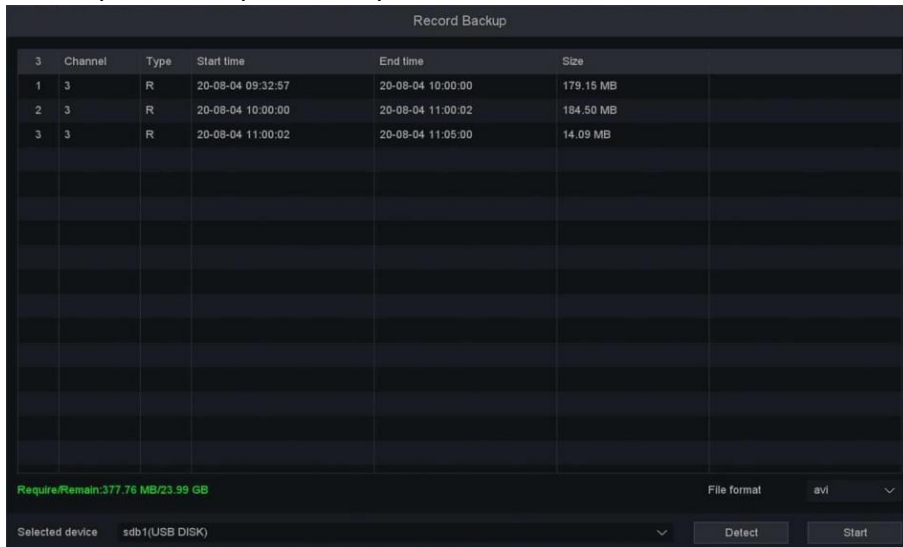 Record Backup
3 Channel Type Start time End time Size
1 3 R 20-08-04 09:32:57 20-08-04 10:00:00 179.15 MB
2 3 R 20-08-04 10:00:00 20-08-04 11:00:02 184.50 MB
3 3 R 20-08-04 11:00:02 20-08-04 11:05:00 14.09 MB
Require/Remain:377.76 MB/23.99 GB File format avi
Selected device sdb1(USB DISK) Detect Start